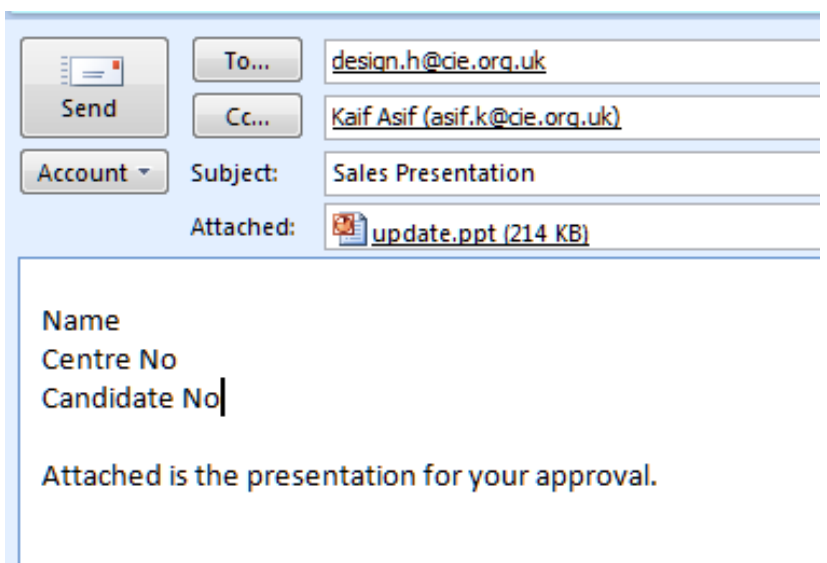 To...
design.h@cie.org.uk
Send
Cc...
Kaif Asif (asif.k@cie.org.uk)
Account
Subject:
Sales Presentation
Attached:
update.ppt (214 KB)
Name
Centre No
Candidate No
Attached is the presentation for your approval.